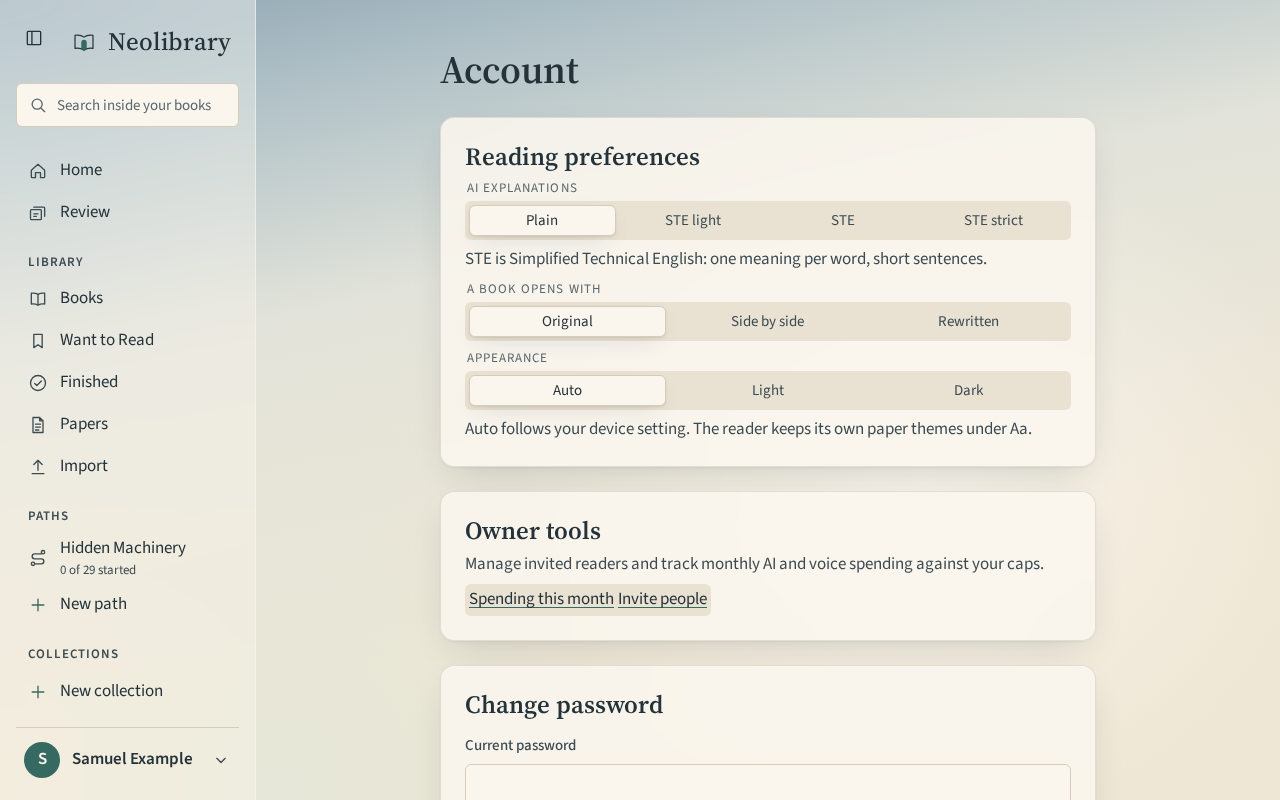 Neolibrary
Search inside your books
Home
Review
LIBRARY
Books
Want to Read
Finished
Papers
Import
PATHS
Hidden Machinery
0 of 29 started
New path
COLLECTIONS
New collection
S
Samuel Example
Account
Reading preferences
AI EXPLANATIONS
Plain STE light STE STE strict
STE is Simplified Technical English: one meaning per word, short sentences.
A BOOK OPENS WITH
Original Side by side Rewritten
APPEARANCE
Auto Light Dark
Auto follows your device setting. The reader keeps its own paper themes under Aa.
Owner tools
Manage invited readers and track monthly AI and voice spending against your caps.
Spending this month Invite people
Change password
Current password